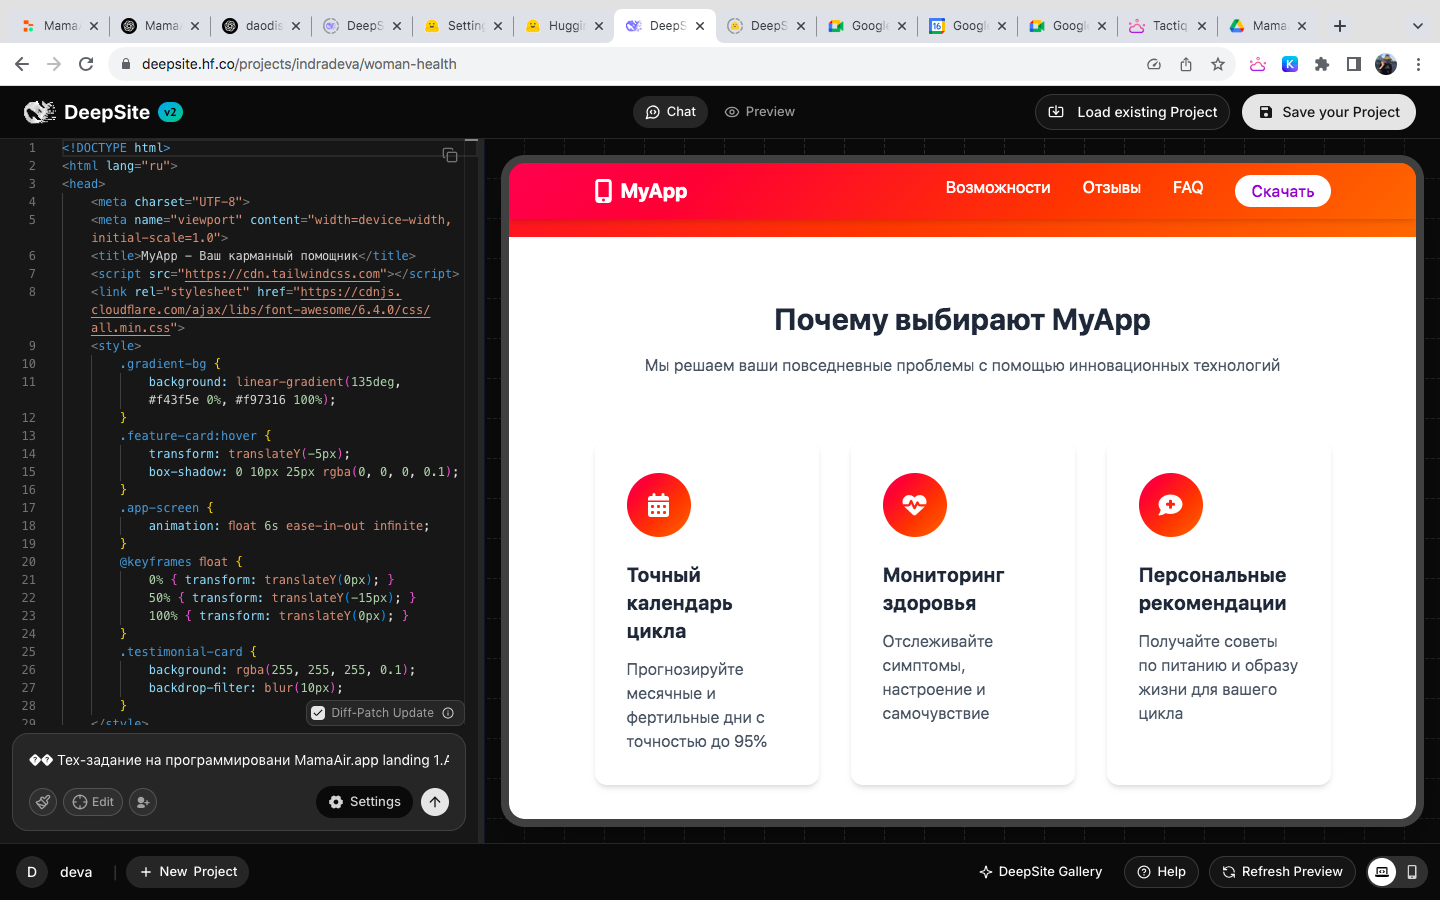 Mama
Mama
daodis
DeepS
Setting
Huggin
DeepS
DeepS
Google
16
Google
Google
Tactiq
Mama
deepsite.hf.co/projects/indradeva/woman-health
K
DeepSite v2
Chat
Preview
Load existing Project
Save your Project
1 <!DOCTYPE html>
2 <html lang="ru">
3 <head>
4 <meta charset="UTF-8">
5 <meta name="viewport" content="width=device-width,
initial-scale=1.0">
6 <title>MyApp - Ваш карманный помощник</title>
7 <script src="https://cdn.tailwindcss.com"></script>
8 <link rel="stylesheet" href="https://cdnjs.
cloudflare.com/ajax/libs/font-awesome/6.4.0/css/
all.min.css">
9 <style>
10 .gradient-bg {
11 background: linear-gradient(135deg,
#f43f5e 0%, #f97316 100%);
12 }
13 .feature-card:hover {
14 transform: translateY(-5px);
15 box-shadow: 0 10px 25px rgba(0, 0, 0, 0.1);
16 }
17 .app-screen {
18 animation: float 6s ease-in-out infinite;
19 }
20 @keyframes float {
21 0% { transform: translateY(0px); }
22 50% { transform: translateY(-15px); }
23 100% { transform: translateY(0px); }
24 }
25 .testimonial-card {
26 background: rgba(255, 255, 255, 0.1);
27 backdrop-filter: blur(10px);
28 }
29 </style>
Diff-Patch Update
�� Тех-задание на программировани MamaAir.app landing 1.А
Edit
Settings
MyApp
Возможности
Отзывы
FAQ
Скачать
Почему выбирают MyApp
Мы решаем ваши повседневные проблемы с помощью инновационных технологий
Точный
календарь
цикла
Прогнозируйте
месячные и
фертильные дни с
точностью до 95%
Мониторинг
здоровья
Отслеживайте
симптомы,
настроение и
самочувствие
Персональные
рекомендации
Получайте советы
по питанию и образу
жизни для вашего
цикла
D
deva
New Project
DeepSite Gallery
Help
Refresh Preview